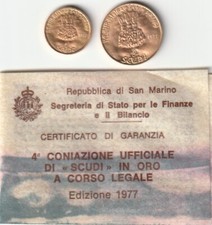 SCUDI
Repubblica di San Marino
Segreteria di Stato per le Finanze
e il Bilancio
CERTIFICATO DI GARANZIA
4ª CONIAZIONE UFFICIALE
DI "SCUDI" IN ORO
A CORSO LEGALE
Edizione 1977